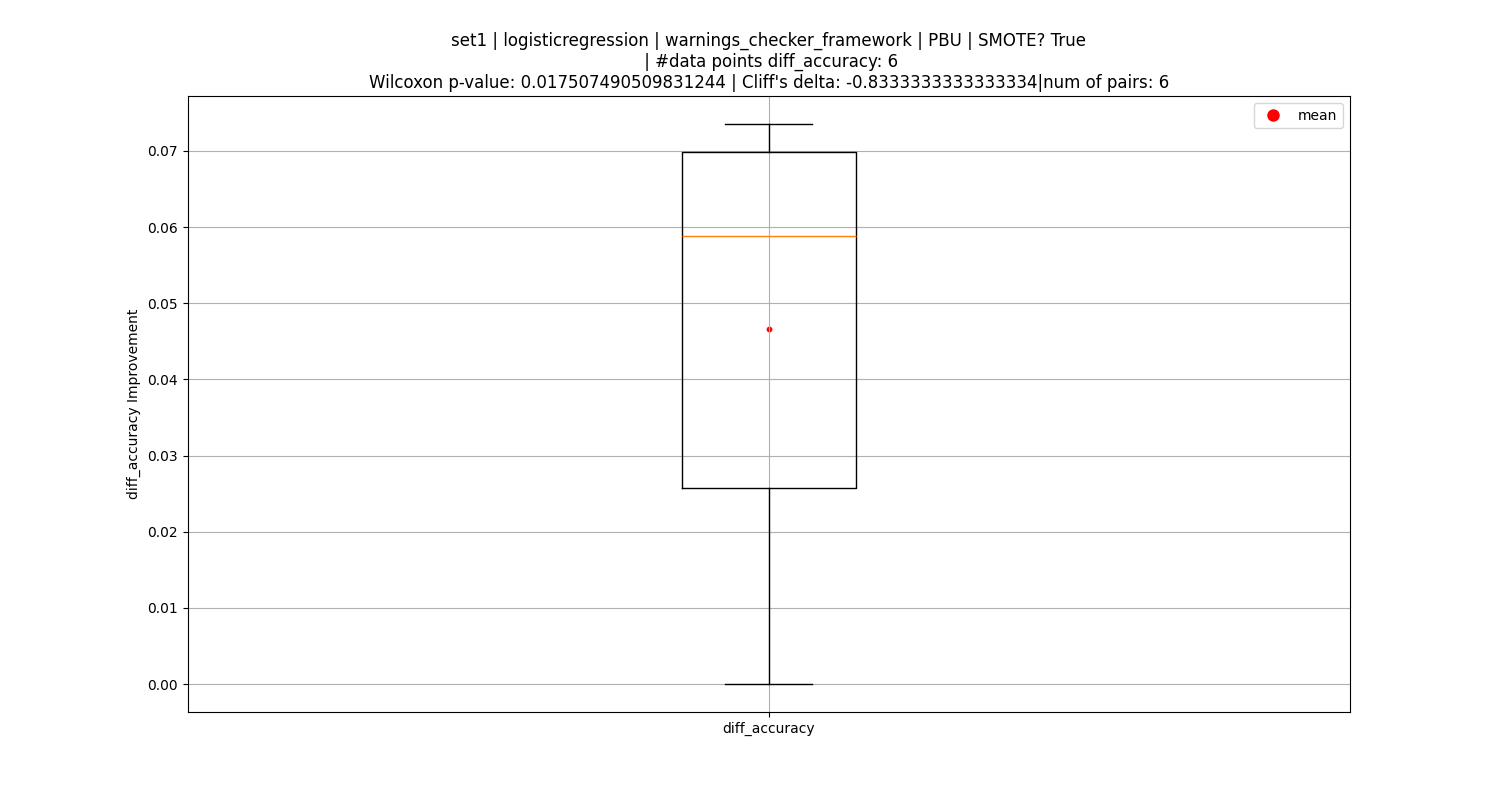 set1 | logisticregression | warnings_checker_framework | PBU | SMOTE? True
| #data points diff_accuracy: 6
Wilcoxon p-value: 0.017507490509831244 | Cliff's delta: -0.8333333333333334|num of pairs: 6
mean
0.07
0.06
0.05
0.04
0.03
0.02
0.01
0.00
diff_accuracy Improvement
diff_accuracy